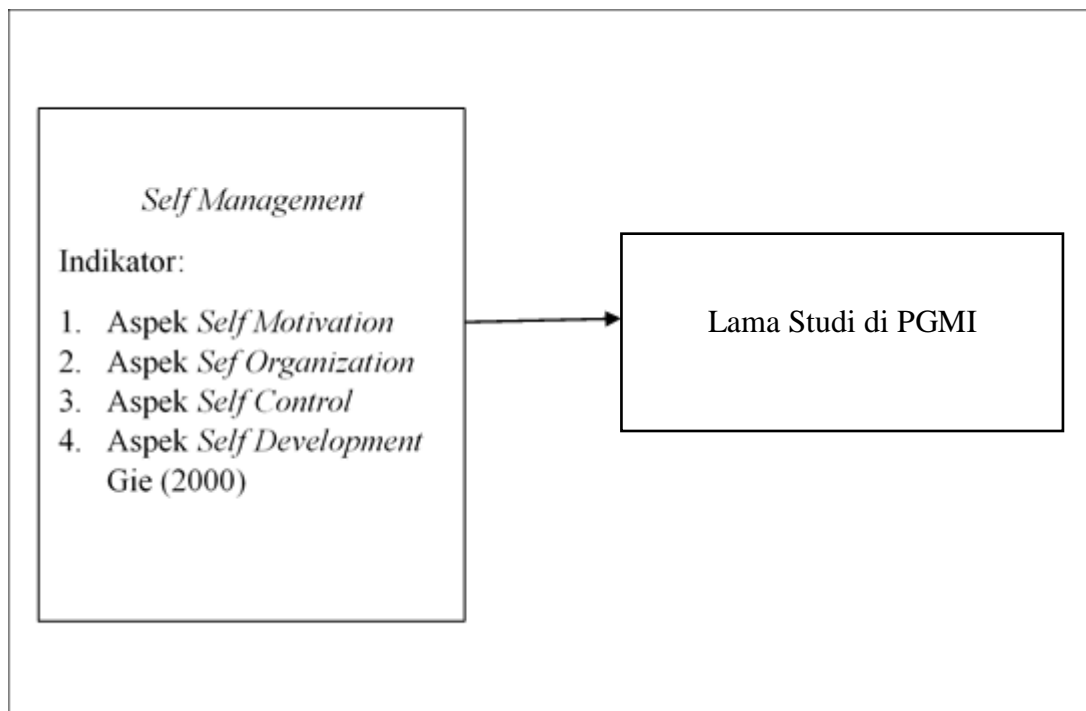 Self Management
Indikator:
1. Aspek Self Motivation
2. Aspek Sef Organization
3. Aspek Self Control
4. Aspek Self Development
Gie (2000)
Lama Studi di PGMI